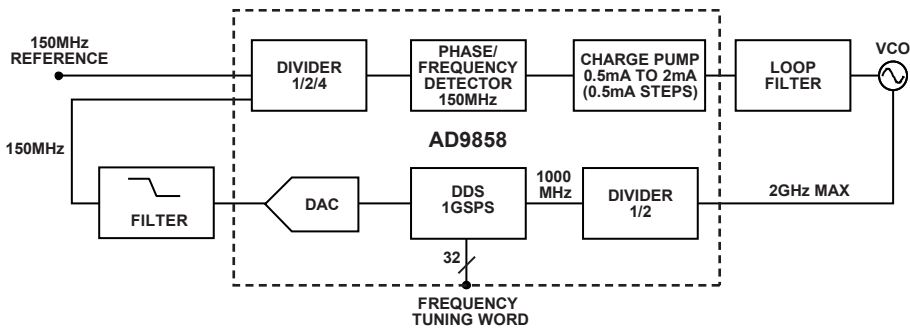 150MHz
REFERENCE
DIVIDER
1/2/4
PHASE/
FREQUENCY
DETECTOR
150MHz
CHARGE PUMP
0.5mA TO 2mA
(0.5mA STEPS)
LOOP
FILTER
VCO
AD9858
150MHz
FILTER
DAC
DDS
1GSPS
1000
MHz
DIVIDER
1/2
2GHz MAX
32
FREQUENCY
TUNING WORD